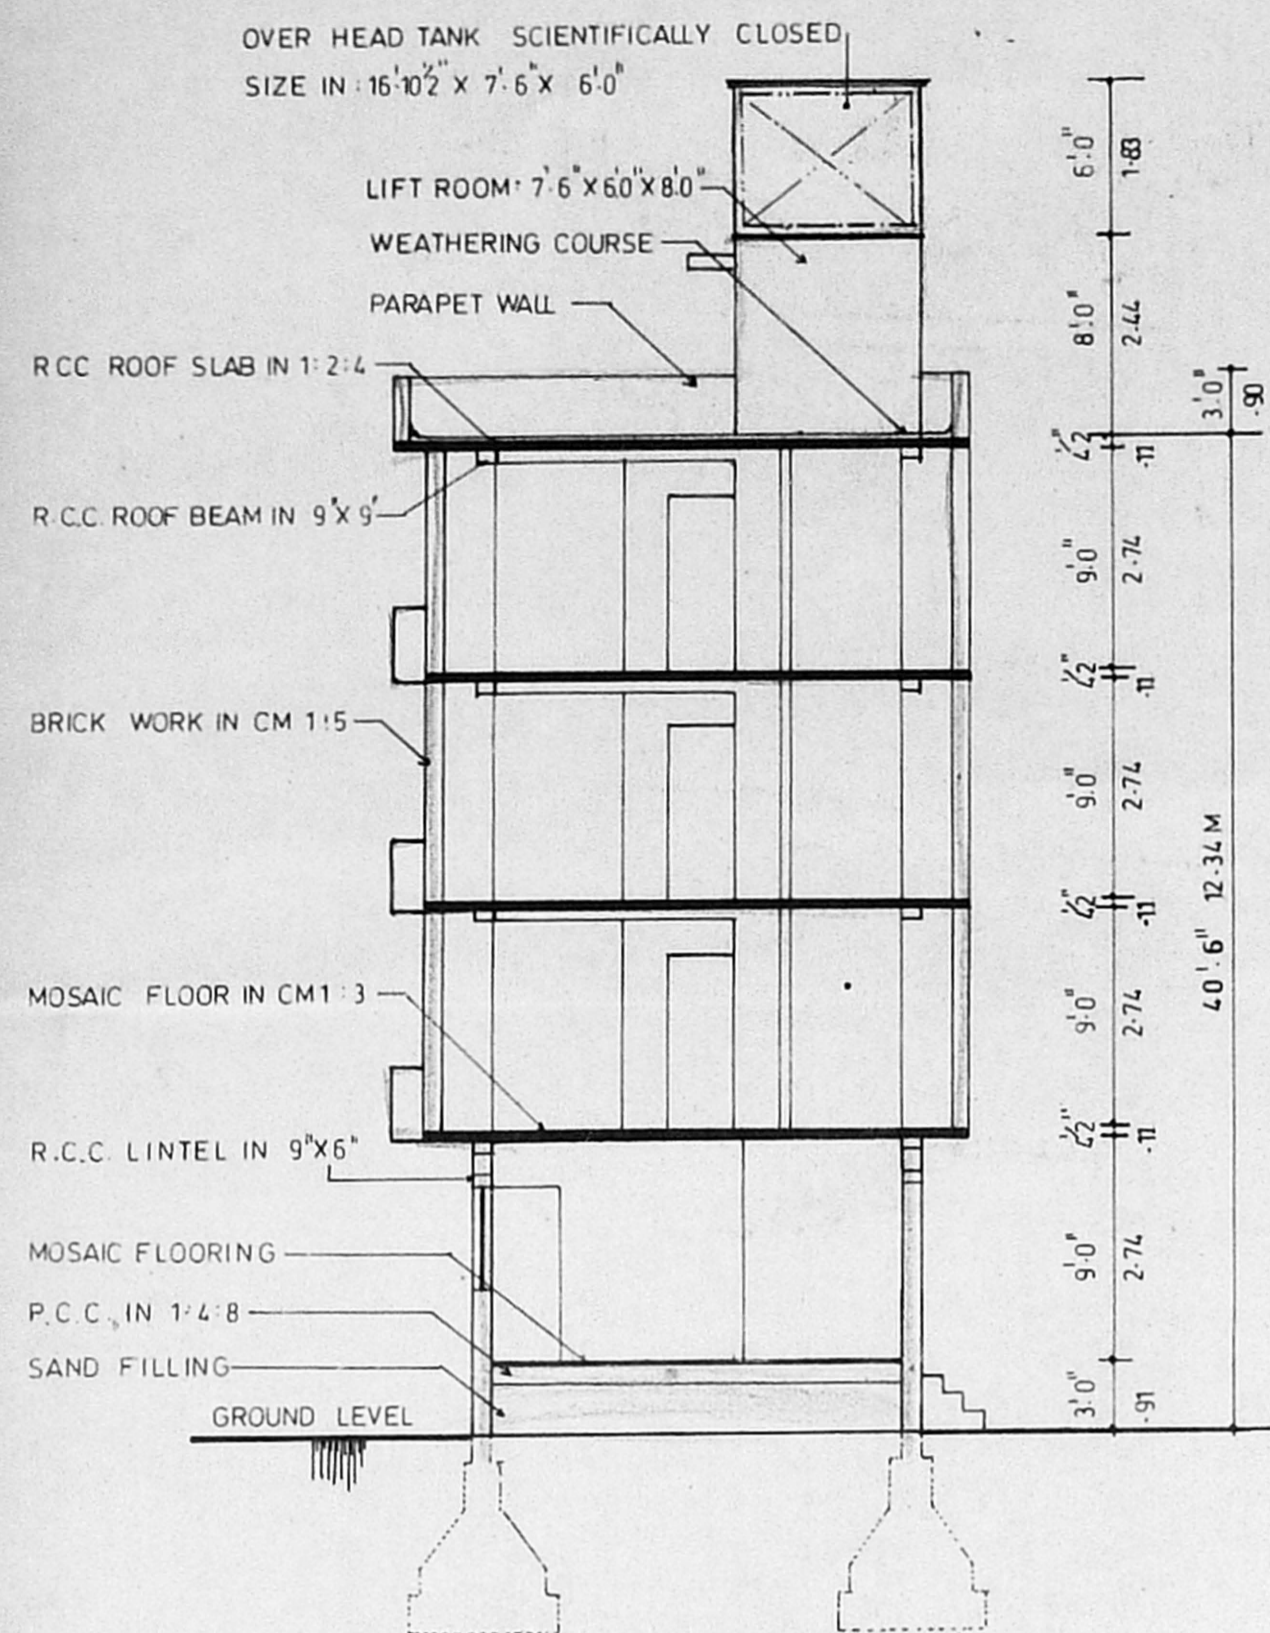 OVER HEAD TANK SCIENTIFICALLY CLOSED
SIZE IN : 16'.10½" X 7'.6" X 6'.0"
LIFT ROOM: 7'.6" X 6'.0" X 8'.0"
WEATHERING COURSE
PARAPET WALL
RCC ROOF SLAB IN 1:2:4
R.C.C. ROOF BEAM IN 9" X 9"
BRICK WORK IN CM 1:5
MOSAIC FLOOR IN CM 1:3
R.C.C. LINTEL IN 9"X6"
MOSAIC FLOORING
P.C.C. IN 1:4:8
SAND FILLING
GROUND LEVEL
6'.0" 1.83
8'.0" 2.44
3'.0" .90
4½" .11
9'.0" 2.74
4½" .11
9'.0" 2.74
4½" .11
9'.0" 2.74
4½" .11
9'.0" 2.74
3'.0" .91
40'.6" 12.34 M